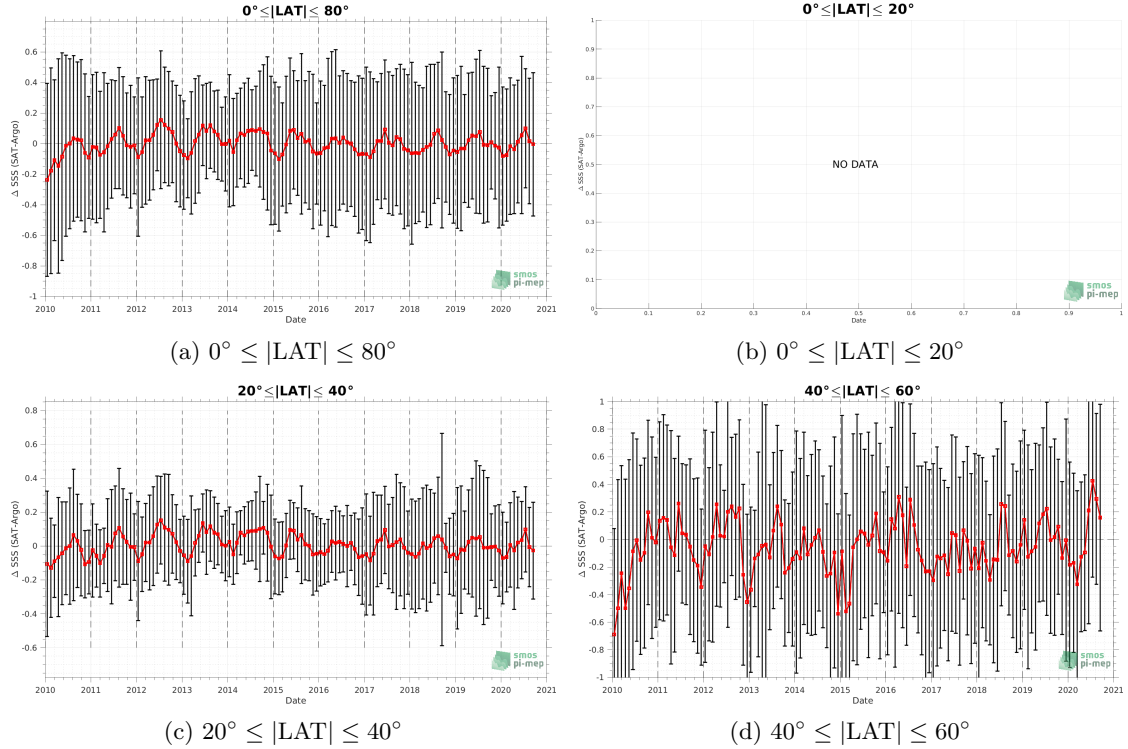 0°≤|LAT|≤ 80°
Δ SSS (SAT-Argo)
0.6
0.4
0.2
0
-0.2
-0.4
-0.6
-0.8
-1
2010 2011 2012 2013 2014 2015 2016 2017 2018 2019 2020 2021
Date
smos
pi-mep
(a) 0° ≤ |LAT| ≤ 80°
0°≤|LAT|≤ 20°
Δ SSS (SAT-Argo)
1
0.9
0.8
0.7
0.6
0.5
0.4
0.3
0.2
0.1
0
NO DATA
0 0.1 0.2 0.3 0.4 0.5 0.6 0.7 0.8 0.9 1
Date
smos
pi-mep
(b) 0° ≤ |LAT| ≤ 20°
20°≤|LAT|≤ 40°
Δ SSS (SAT-Argo)
0.8
0.6
0.4
0.2
0
-0.2
-0.4
-0.6
2010 2011 2012 2013 2014 2015 2016 2017 2018 2019 2020 2021
Date
smos
pi-mep
(c) 20° ≤ |LAT| ≤ 40°
40°≤|LAT|≤ 60°
Δ SSS (SAT-Argo)
1
0.8
0.6
0.4
0.2
0
-0.2
-0.4
-0.6
-0.8
-1
2010 2011 2012 2013 2014 2015 2016 2017 2018 2019 2020 2021
Date
smos
pi-mep
(d) 40° ≤ |LAT| ≤ 60°